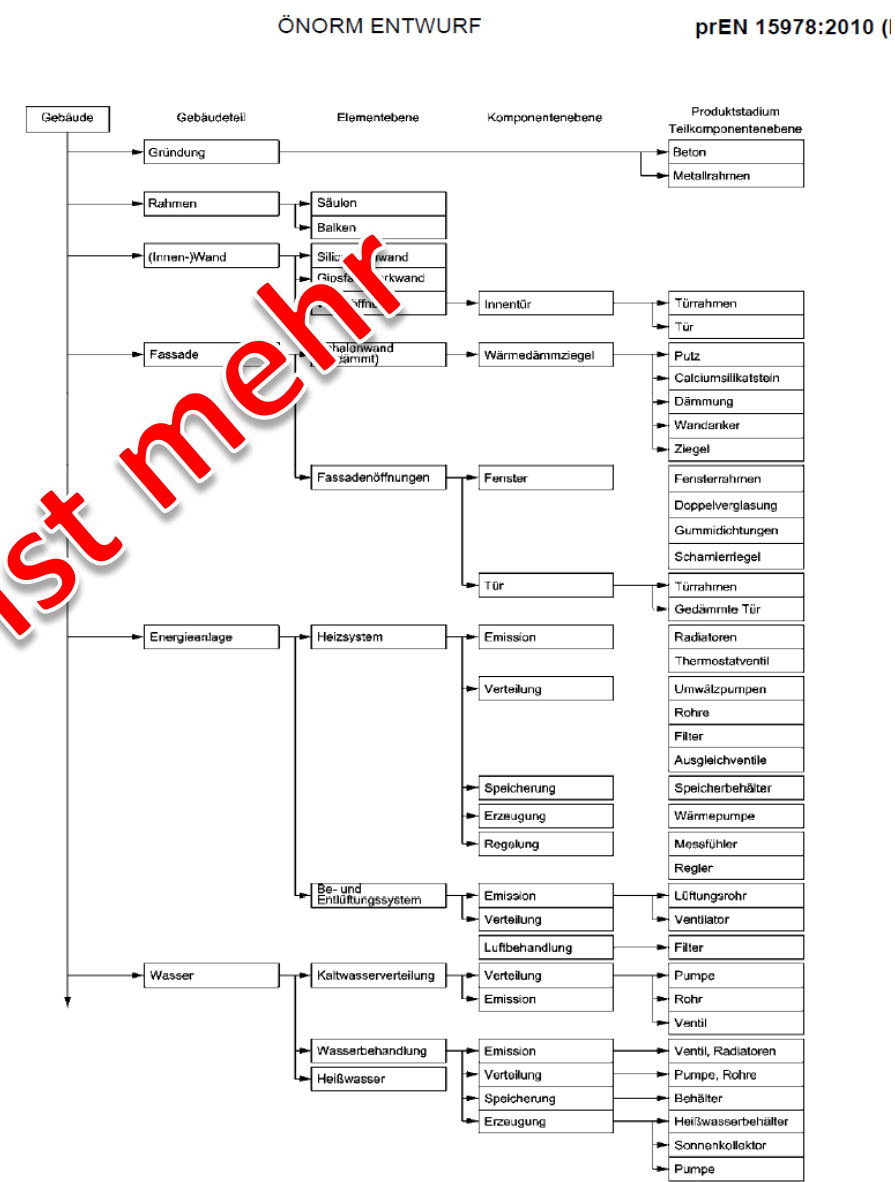 ÖNORM ENTWURF prEN 15978:2010 (
Gebäude Gebäudeteil Elementebene Komponentenebene Produktstadium
Teilkomponentenebene
Gründung Beton
Metallrahmen
Rahmen Säulen
Balken
(Innen-)Wand
Innentür Türrahmen
Tür
Fassade Wärmedämmziegel Putz
Calciumsilikatstein
Dämmung
Wandanker
Ziegel
Fassadenöffnungen Fenster Fensterrahmen
Doppelverglasung
Gummidichtungen
Scharnierriegel
Tür Türrahmen
Gedämmte Tür
ist mehr
Energieanlage Heizsystem Emission Radiatoren
Thermostatventil
Verteilung Umwälzpumpen
Rohre
Filter
Ausgleichventile
Speicherung Speicherbehälter
Erzeugung Wärmepumpe
Regelung Messfühler
Regler
Be- und
Entlüftungssystem Emission Lüftungsrohr
Verteilung Ventilator
Luftbehandlung Filter
Wasser Kaltwasserverteilung Verteilung Pumpe
Emission Rohr
Ventil
Wasserbehandlung Emission Ventil, Radiatoren
Heißwasser Verteilung Pumpe, Rohre
Speicherung Behälter
Erzeugung Heißwasserbehälter
Sonnenkollektor
Pumpe